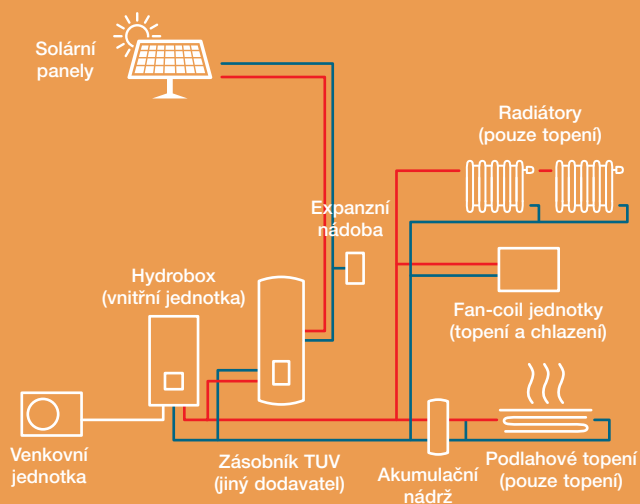 Solární
panely
Radiátory
(pouze topení)
Expanzní
nádoba
Hydrobox
(vnitřní jednotka)
Fan-coil jednotky
(topení a chlazení)
Venkovní
jednotka
Zásobník TUV
(jiný dodavatel)
Akumulační
nádrž
Podlahové topení
(pouze topení)